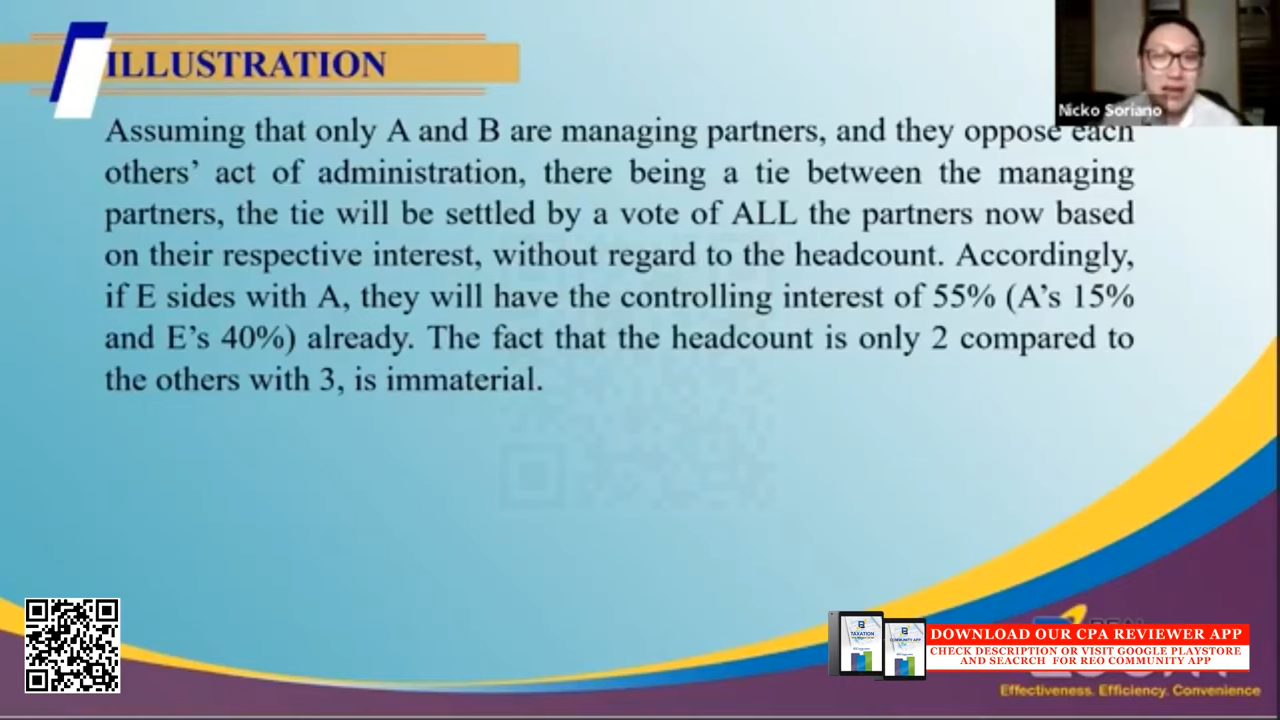 ILLUSTRATION
Nicko Soriano
Assuming that only A and B are managing partners, and they oppose each
others' act of administration, there being a tie between the managing
partners, the tie will be settled by a vote of ALL the partners now based
on their respective interest, without regard to the headcount. Accordingly,
if E sides with A, they will have the controlling interest of 55% (A's 15%
and E's 40%) already. The fact that the headcount is only 2 compared to
the others with 3, is immaterial.
TAXATION
COMMUNITY APP
DOWNLOAD OUR CPA REVIEWER APP
CHECK DESCRIPTION OR VISIT GOOGLE PLAYSTORE
AND SEACRCH FOR REO COMMUNITY APP
Effectiveness. Efficiency. Convenience